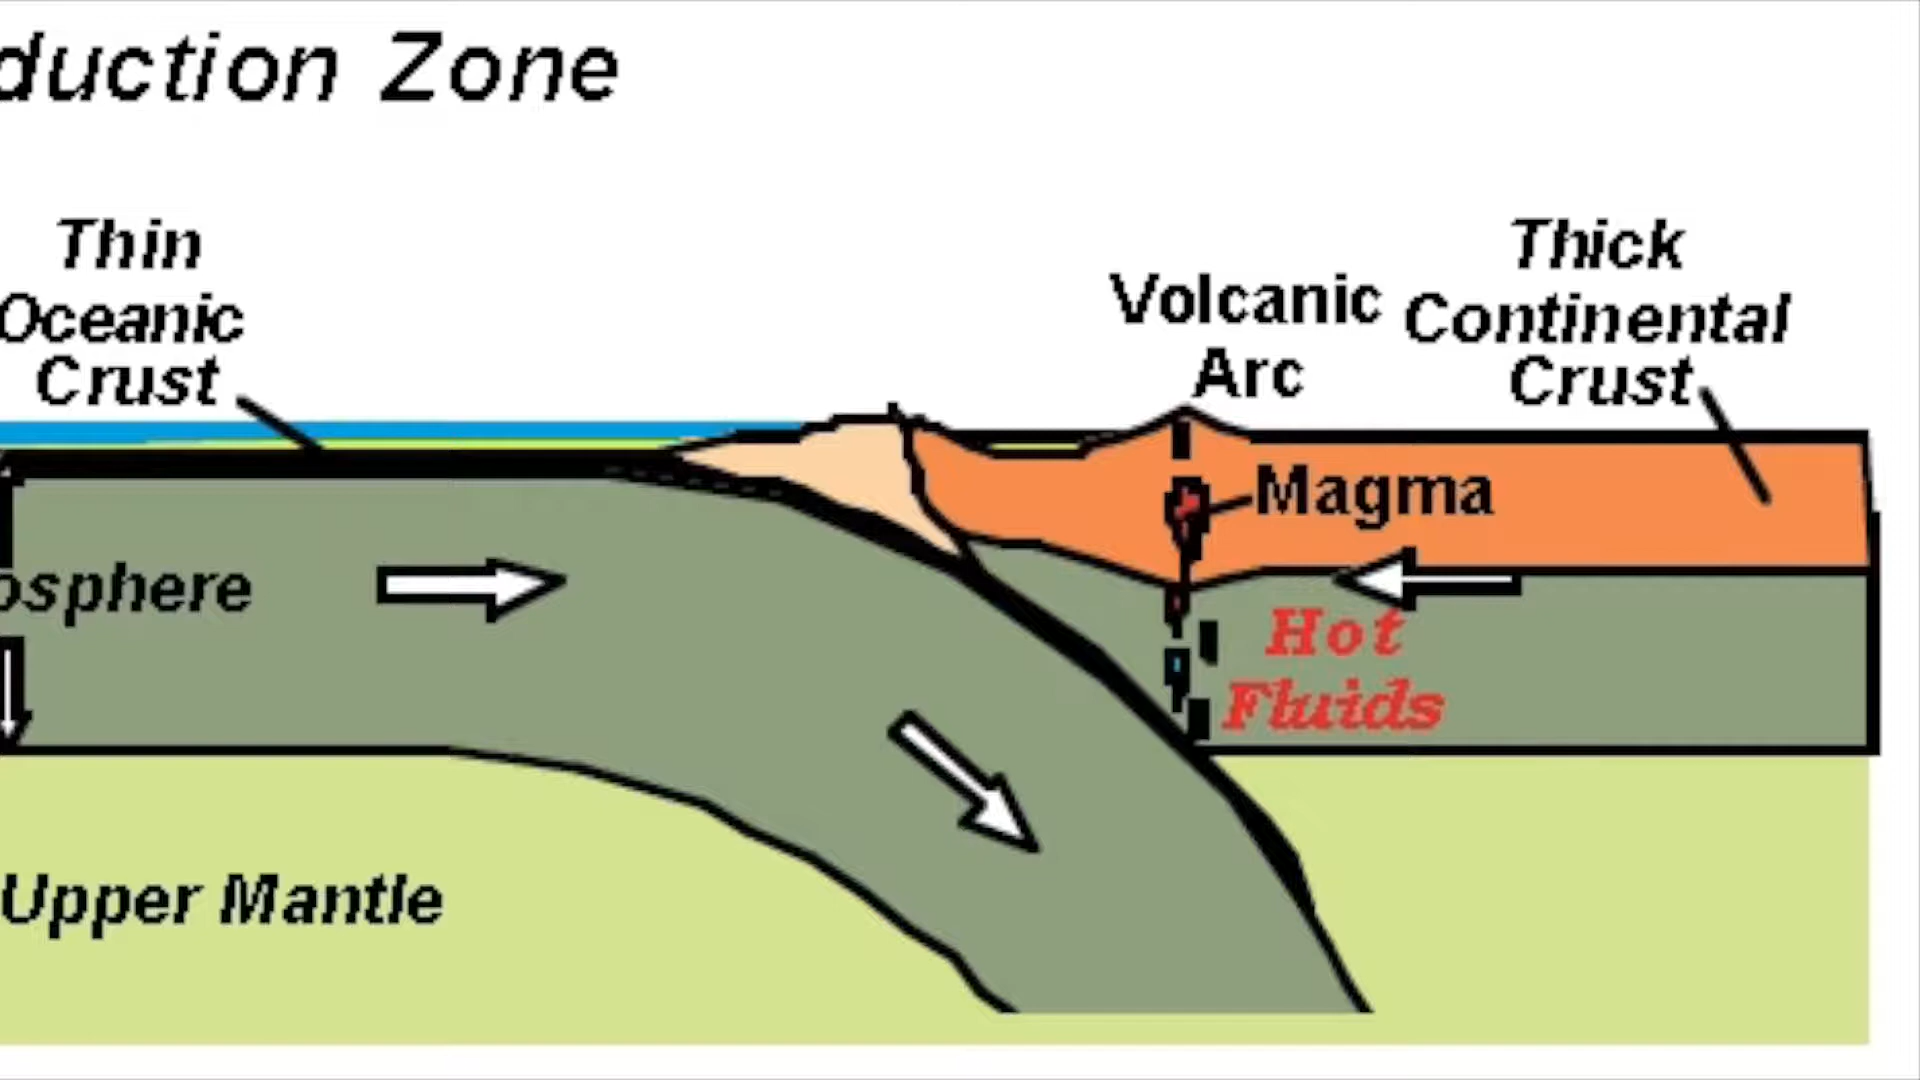 duction Zone
Thin
Oceanic
Crust
Volcanic
Arc
Thick
Continental
Crust
Magma
osphere
Hot
Fluids
Upper Mantle